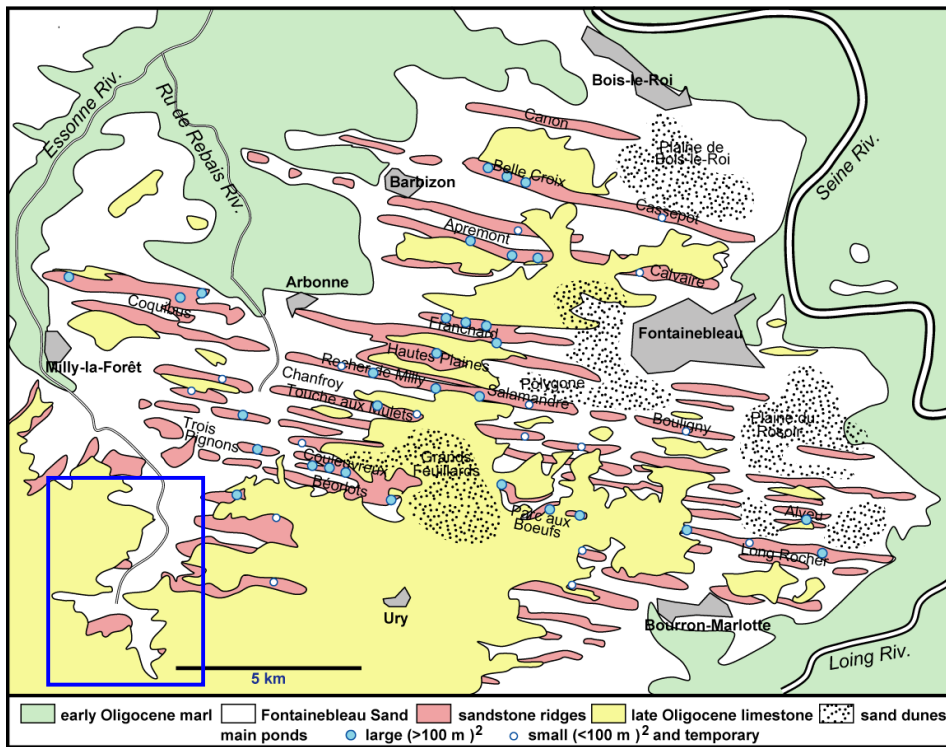 Bois-le-Roi
Essonne Riv.
Ru de Rebais Riv.
Canon
Plaine de
Bois-le-Roi
Seine Riv.
Barbizon
Belle Croix
Cassepot
Apremont
Calvaire
Arbonne
Coquibus
Franchard
Fontainebleau
Milly-la-Forêt
Hautes Plaines
Rocher de Milly
Chanfroy
Polygone
Salamandre
Touche aux Mulets
Bouligny
Plaine du
Rosoir
Trois
Pignons
Couleuvreux
Grands
Feuillards
Béorlots
Parc aux
Boeufs
Alveu
Long Rocher
Ury
Bourron-Marlotte
Loing Riv.
5 km
early Oligocene marl Fontainebleau Sand sandstone ridges late Oligocene limestone sand dunes
main ponds large (>100 m )² small (<100 m )² and temporary